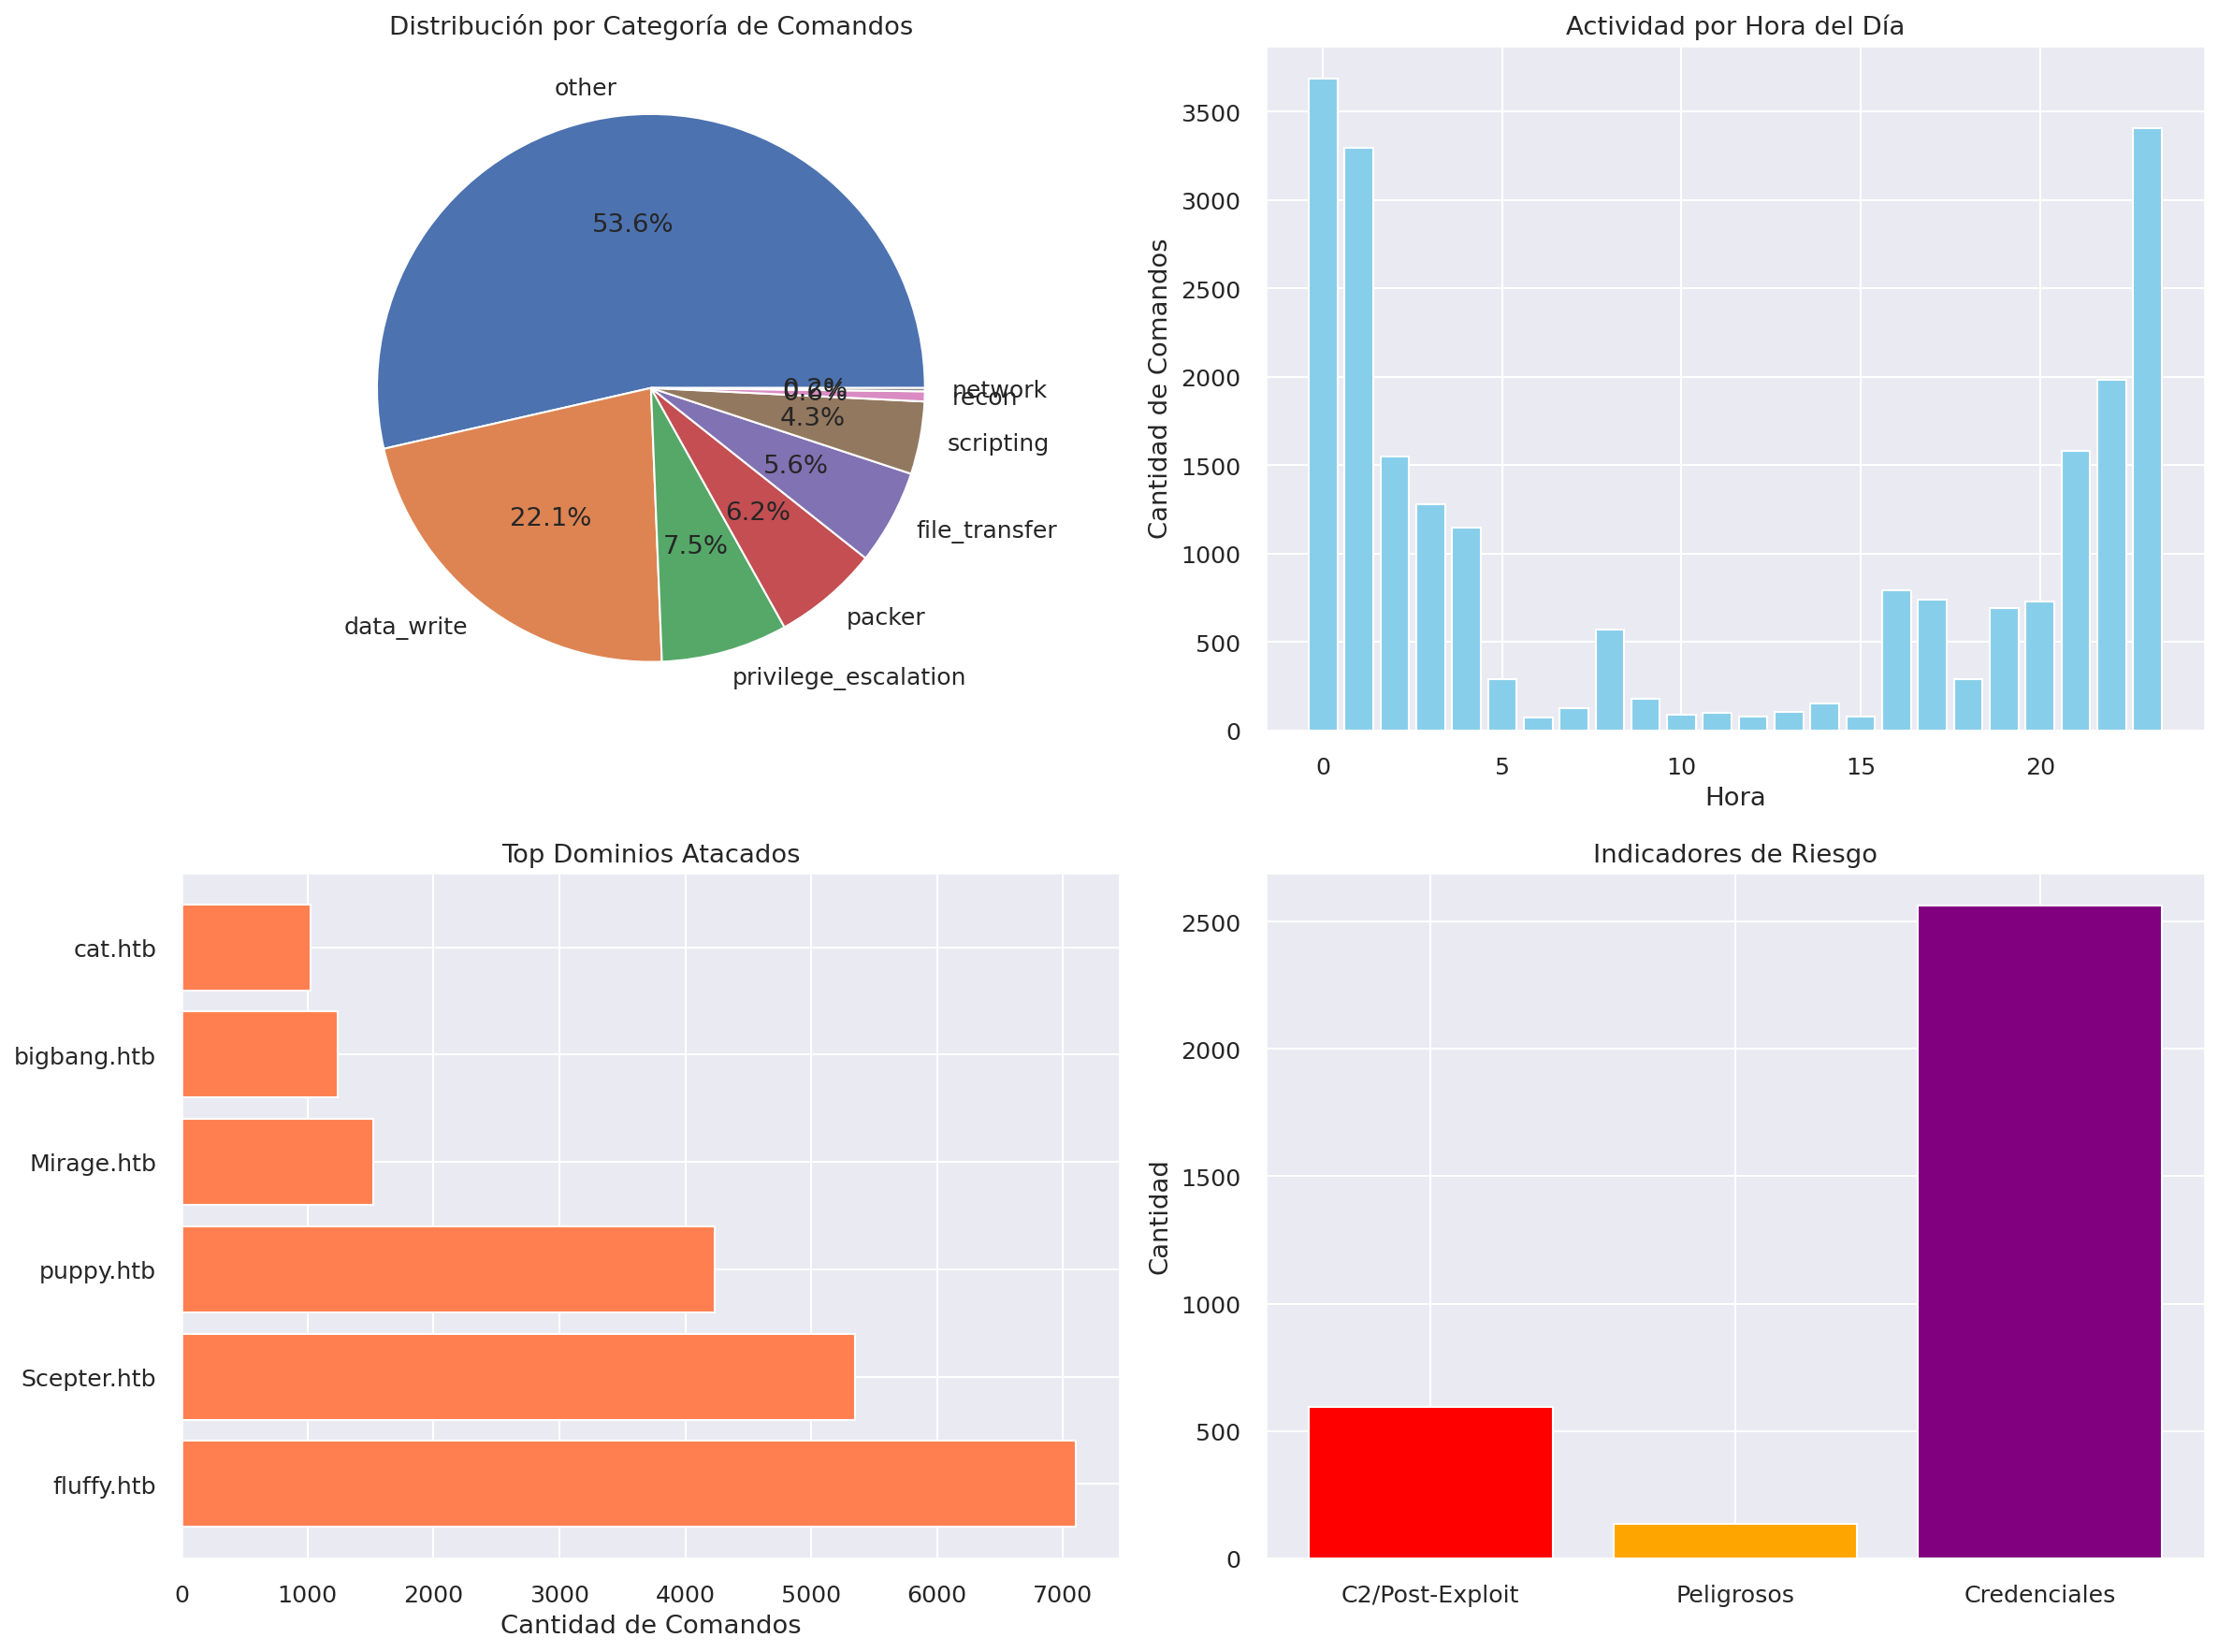 Distribución por Categoría de Comandos
other
53.6%
network
0.2%
recon
0.6%
4.3%
scripting
5.6%
file_transfer
6.2%
packer
7.5%
privilege_escalation
22.1%
data_write
Actividad por Hora del Día
Cantidad de Comandos
3500
3000
2500
2000
1500
1000
500
0
0 5 10 15 20
Hora
Top Dominios Atacados
cat.htb
bigbang.htb
Mirage.htb
puppy.htb
Scepter.htb
fluffy.htb
0 1000 2000 3000 4000 5000 6000 7000
Cantidad de Comandos
Indicadores de Riesgo
Cantidad
2500
2000
1500
1000
500
0
C2/Post-Exploit Peligrosos Credenciales